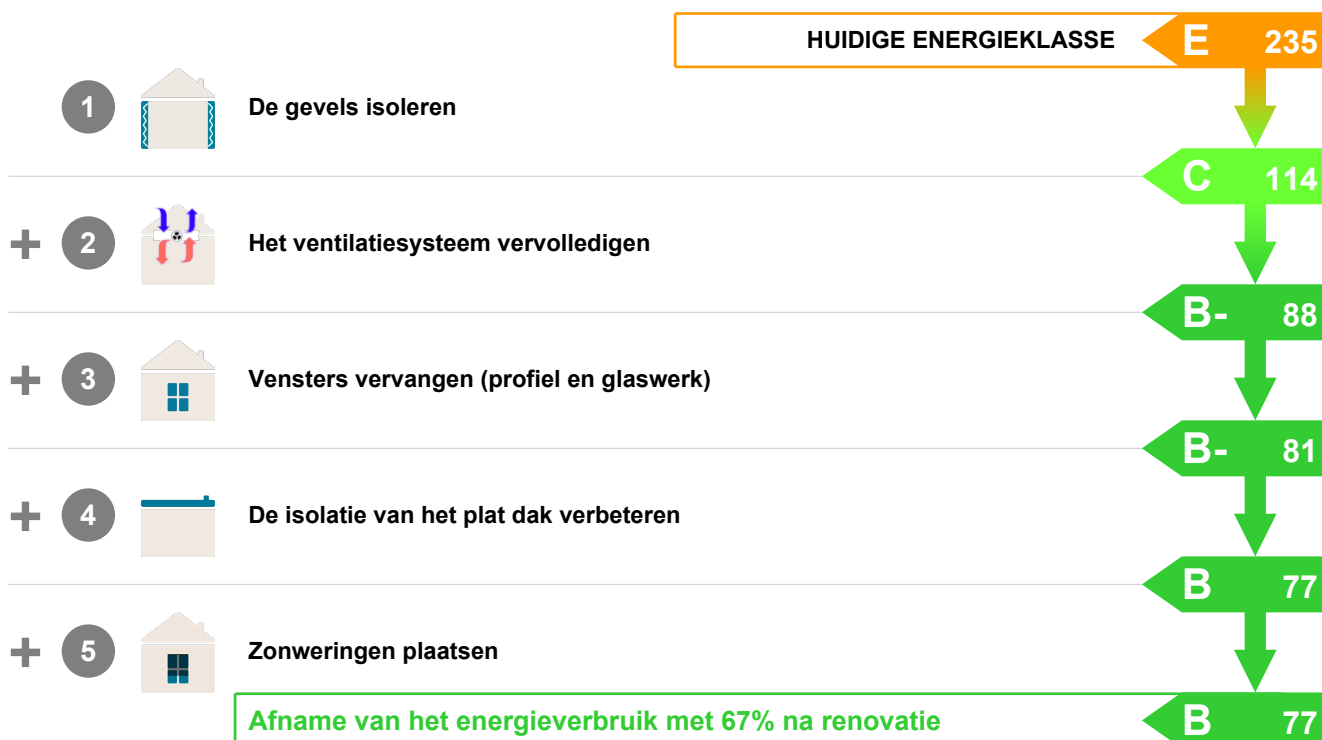 HUIDIGE ENERGIEKLASSE E 235
1 De gevels isoleren
C 114
+ 2 Het ventilatiesysteem vervolledigen
B- 88
+ 3 Vensters vervangen (profiel en glaswerk)
B- 81
+ 4 De isolatie van het plat dak verbeteren
B 77
+ 5 Zonweringen plaatsen
Afname van het energieverbruik met 67% na renovatie B 77